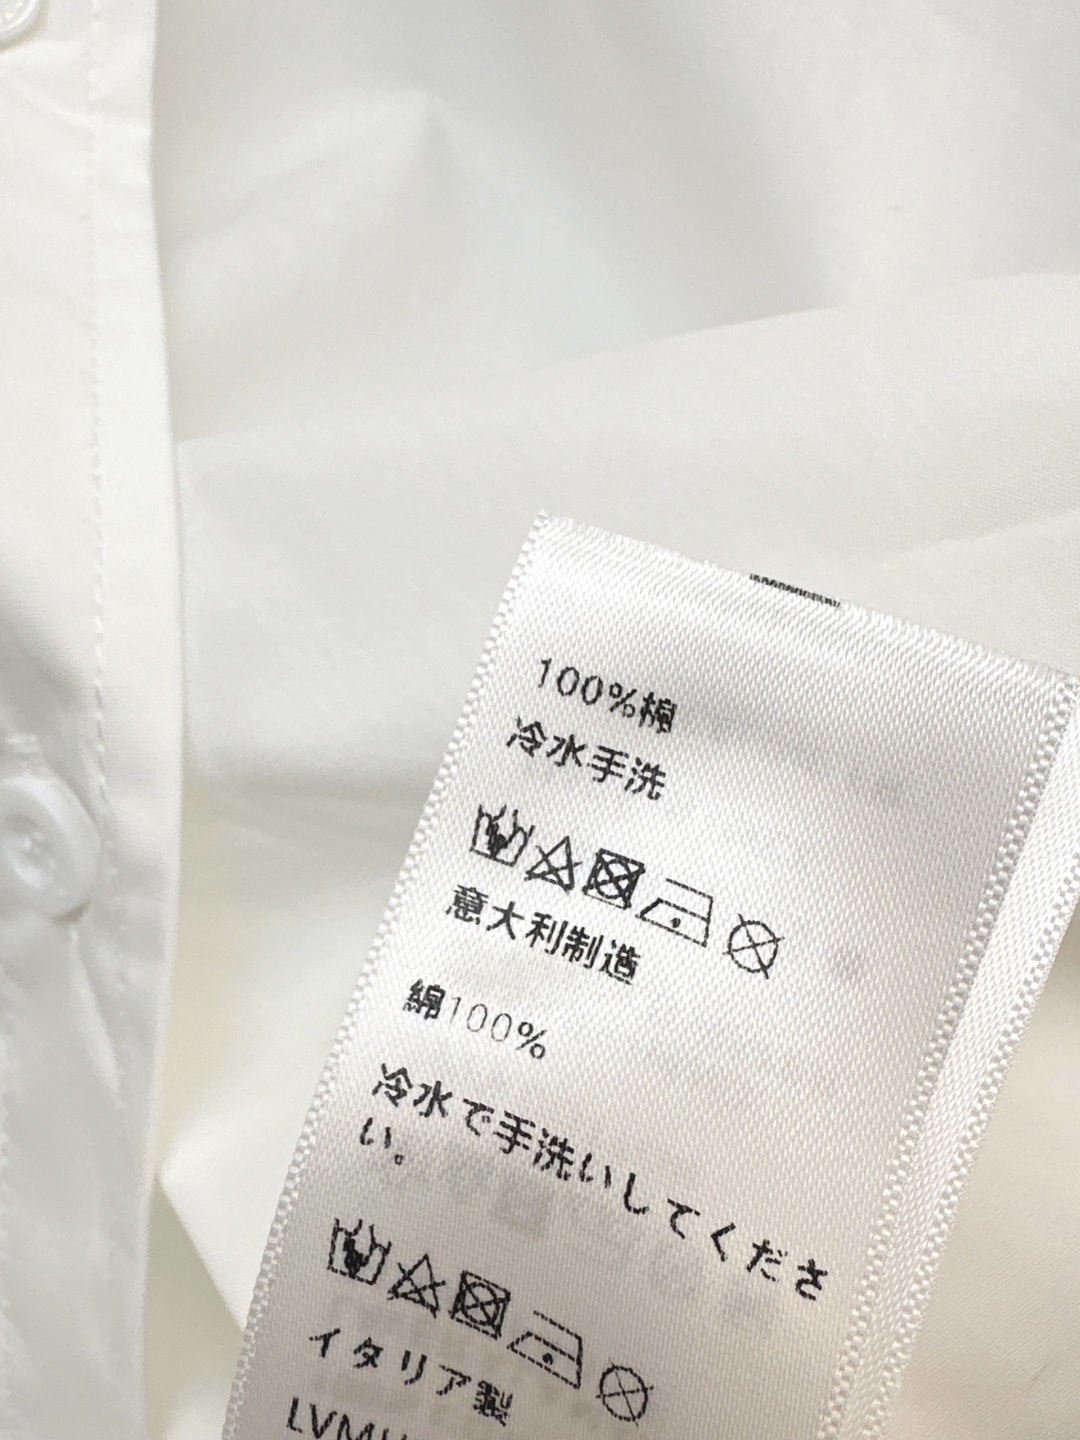 100%棉
冷水手洗
意大利制造
綿100%
冷水で手洗いしてくださ
い。
イタリア製
LVMH